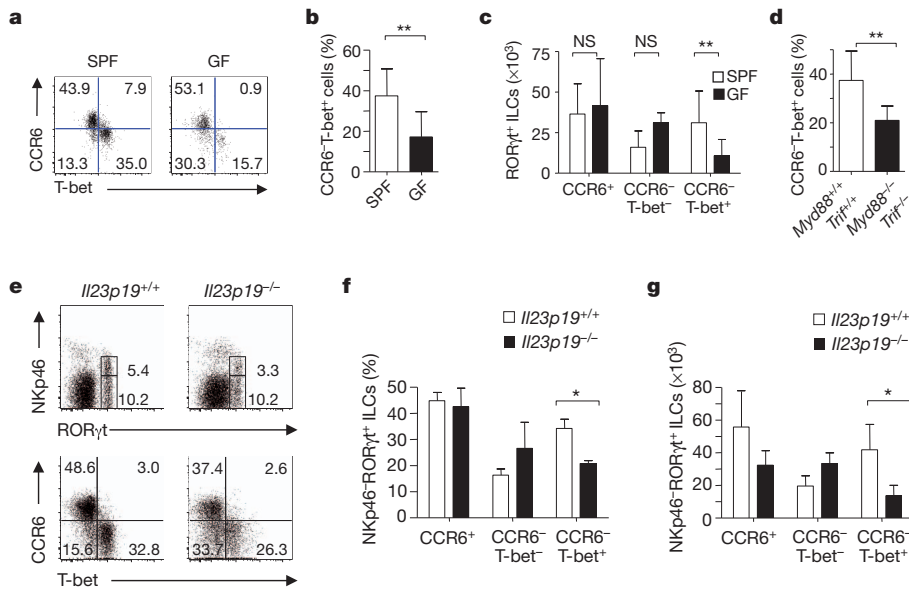 a
SPF
GF
43.9 7.9
13.3 35.0
53.1 0.9
30.3 15.7
CCR6
T-bet
b
**
CCR6⁻T-bet⁺ cells (%)
60
40
20
0
SPF
GF
c
NS
NS
**
SPF
GF
RORγt⁺ ILCs (×10³)
75
50
25
0
CCR6⁺
CCR6⁻
T-bet⁻
CCR6⁻
T-bet⁺
d
**
CCR6⁻T-bet⁺ cells (%)
40
20
0
Myd88⁺/⁺
Trif⁺/⁺
Myd88⁻/⁻
Trif⁻/⁻
e
Il23p19⁺/⁺
Il23p19⁻/⁻
NKp46
5.4
10.2
3.3
10.2
RORγt
48.6 3.0
15.6 32.8
37.4 2.6
33.7 26.3
CCR6
T-bet
f
Il23p19⁺/⁺
Il23p19⁻/⁻
*
NKp46⁻RORγt⁺ ILCs (%)
50
40
30
20
10
0
CCR6⁺
CCR6⁻
T-bet⁻
CCR6⁻
T-bet⁺
g
Il23p19⁺/⁺
Il23p19⁻/⁻
*
NKp46⁻RORγt⁺ ILCs (×10³)
80
60
40
20
0
CCR6⁺
CCR6⁻
T-bet⁻
CCR6⁻
T-bet⁺